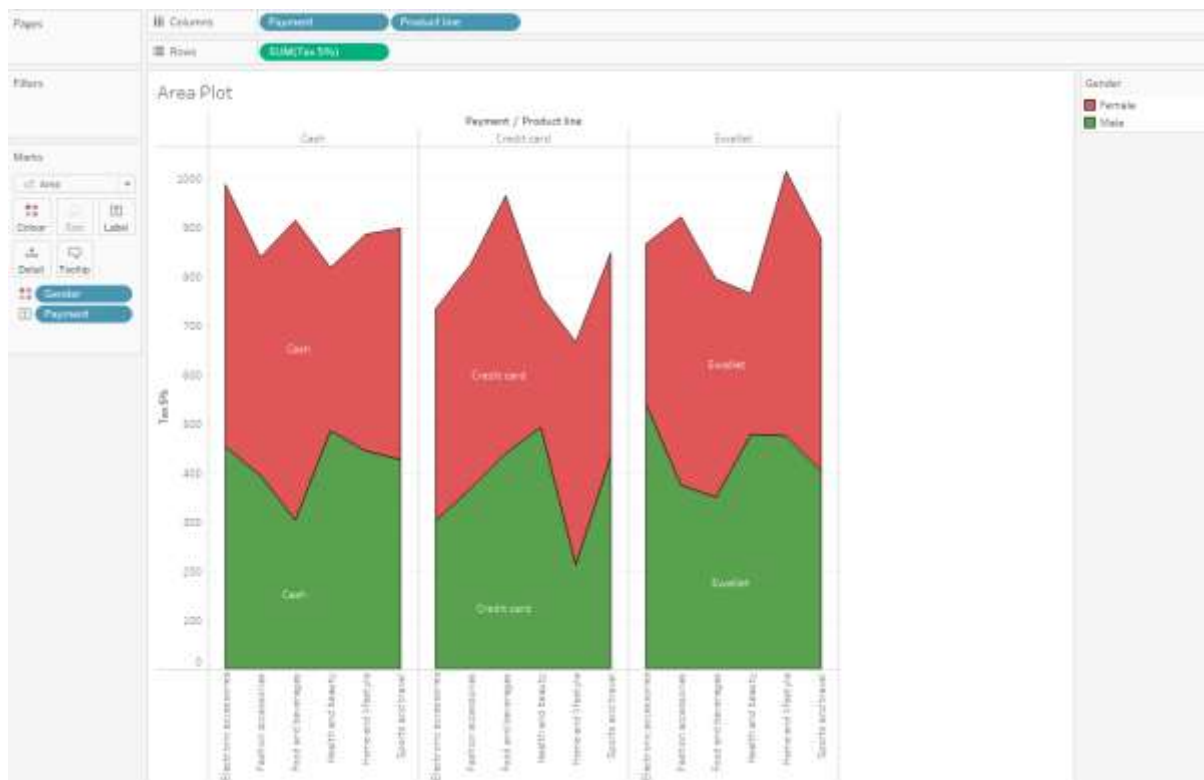 Pages
Columns
Payment
Product line
Rows
SUM(Tax 5%)
Filters
Marks
Area
Colour
Size
Label
Detail
Tooltip
Gender
Payment
Area Plot
Payment / Product line
Cash
Credit card
Ewallet
1000
900
800
700
600
500
400
300
200
100
0
Tax 5%
Cash
Credit card
Ewallet
Cash
Credit card
Ewallet
Electronic accessories
Fashion accessories
Food and beverages
Health and beauty
Home and lifestyle
Sports and travel
Electronic accessories
Fashion accessories
Food and beverages
Health and beauty
Home and lifestyle
Sports and travel
Electronic accessories
Fashion accessories
Food and beverages
Health and beauty
Home and lifestyle
Sports and travel
Gender
Female
Male